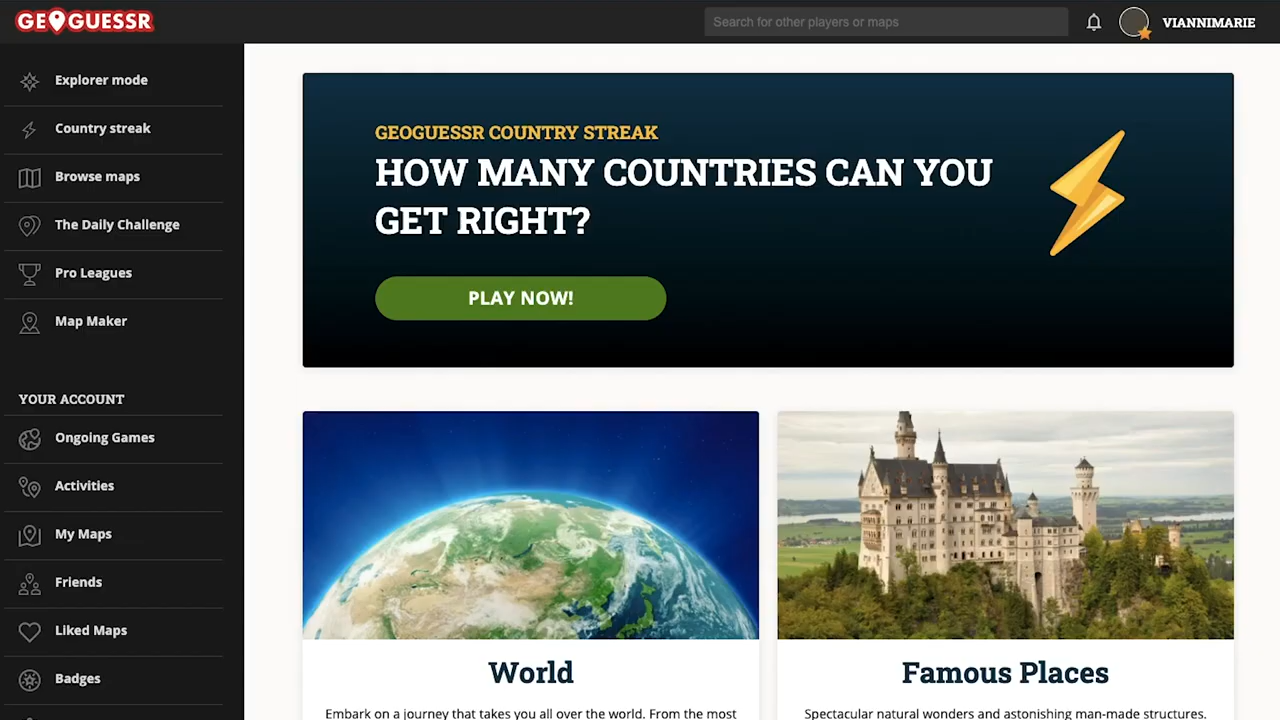 GEOGUESSR
Search for other players or maps
VIANNIMARIE
Explorer mode
Country streak
Browse maps
The Daily Challenge
Pro Leagues
Map Maker
YOUR ACCOUNT
Ongoing Games
Activities
My Maps
Friends
Liked Maps
Badges
GEOGUESSR COUNTRY STREAK
HOW MANY COUNTRIES CAN YOU
GET RIGHT?
PLAY NOW!
World
Embark on a journey that takes you all over the world. From the most
Famous Places
Spectacular natural wonders and astonishing man-made structures,